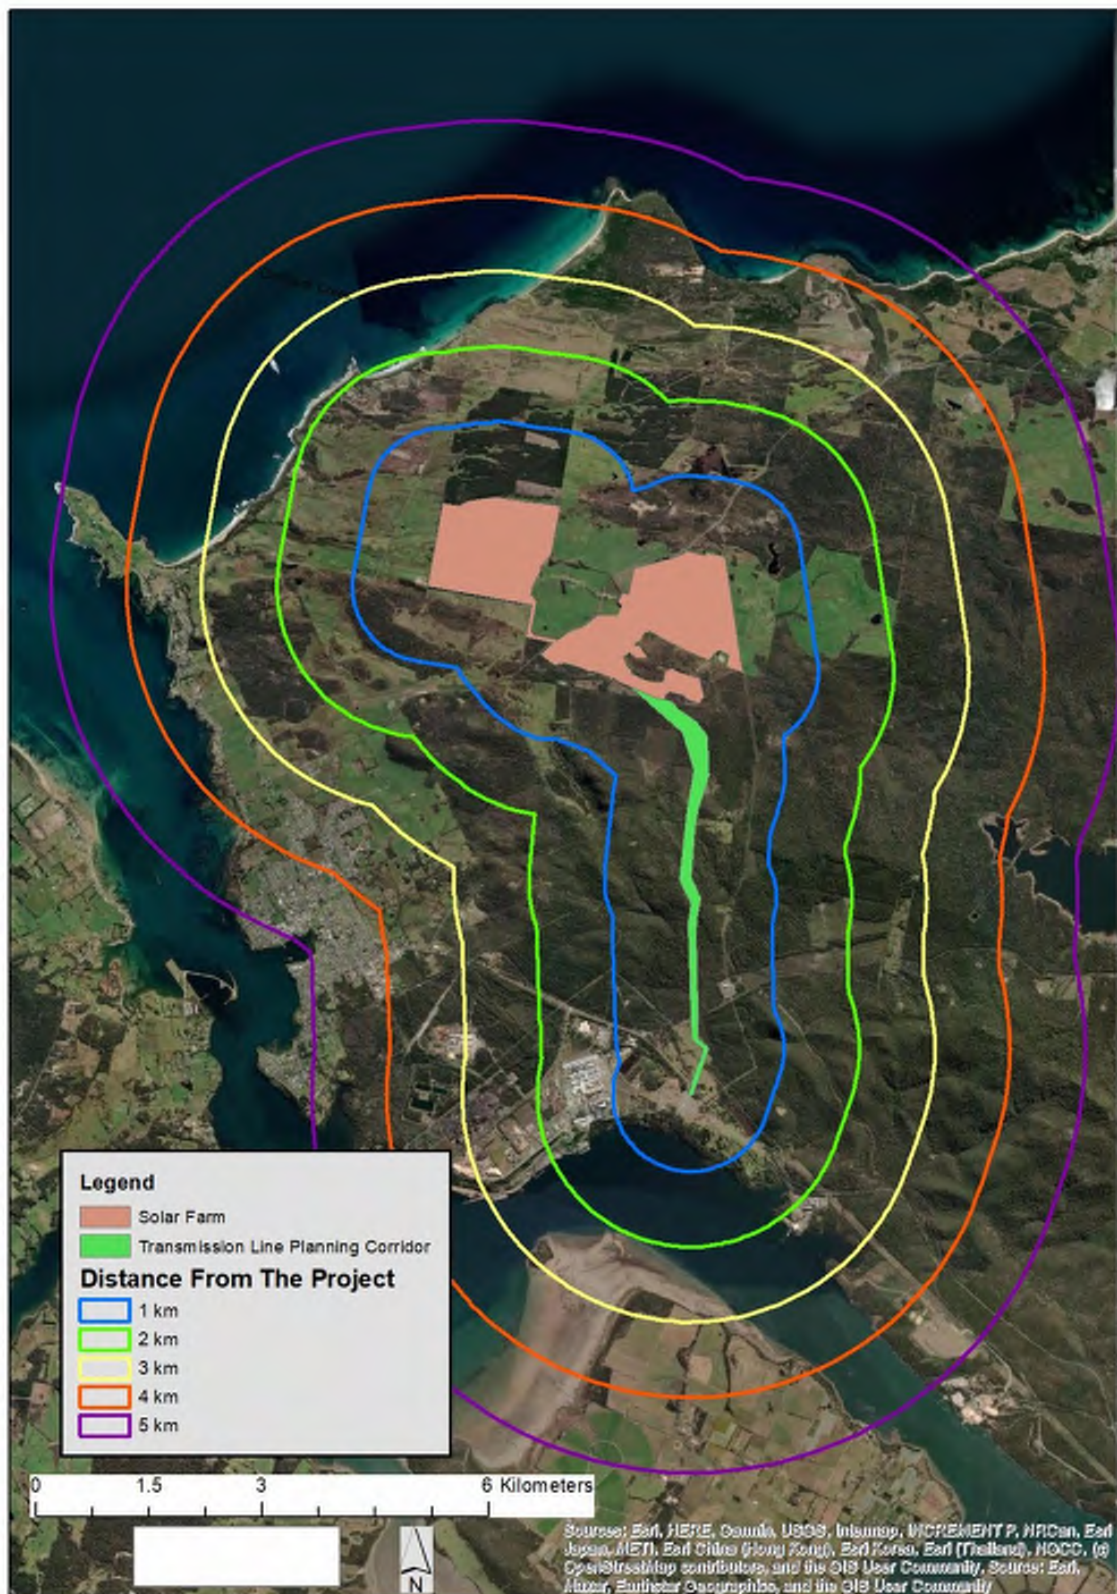 Legend
Solar Farm
Transmission Line Planning Corridor
Distance From The Project
1 km
2 km
3 km
4 km
5 km
0 1.5 3 6 Kilometers
N
Sources: Esri, HERE, Garmin, USGS, Intermap, INCREMENT P, NRCan, Esri
Japan, METI, Esri China (Hong Kong), Esri Korea, Esri (Thailand), NGCC, (c)
OpenStreetMap contributors, and the GIS User Community, Source: Esri,
Maxar, Earthstar Geographics, and the GIS User Community